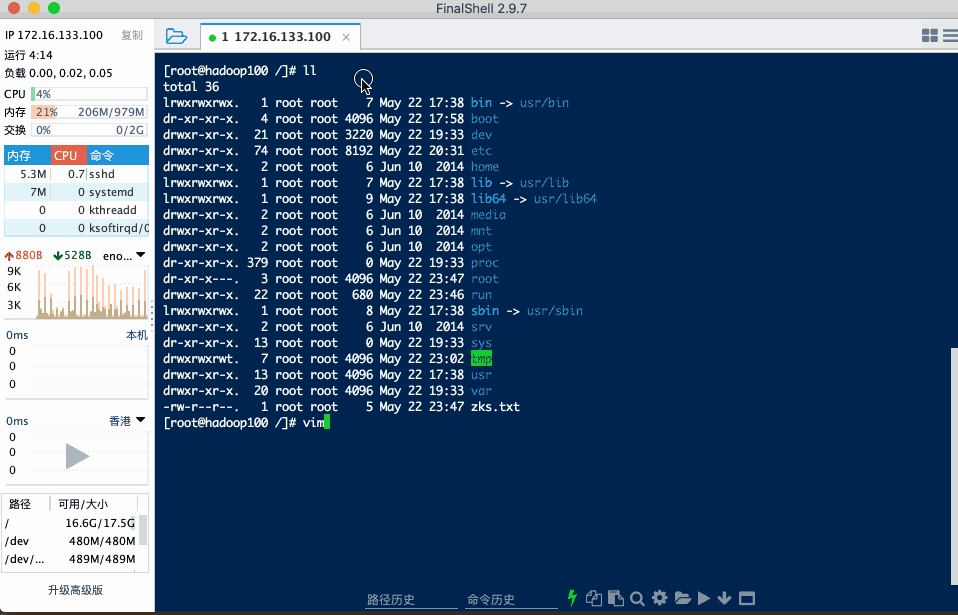 FinalShell 2.9.7
IP 172.16.133.100 复制
运行 4:14
负载 0.00, 0.02, 0.05
CPU 4%
内存 21% 206M/979M
交换 0% 0/2G
内存 CPU 命令
5.3M 0.7 sshd
7M 0 systemd
0 0 kthreadd
0 0 ksoftirqd/0
880B 528B eno...
9K
6K
3K
0ms 本机
0
0
0
0ms 香港
0
0
0
路径 可用/大小
/ 16.6G/17.5G
/dev 480M/480M
/dev/... 489M/489M
升级高级版
1 172.16.133.100 ×
[root@hadoop100 /]# ll
total 36
lrwxrwxrwx. 1 root root 7 May 22 17:38 bin -> usr/bin
dr-xr-xr-x. 4 root root 4096 May 22 17:58 boot
drwxr-xr-x. 21 root root 3220 May 22 19:33 dev
drwxr-xr-x. 74 root root 8192 May 22 20:31 etc
drwxr-xr-x. 2 root root 6 Jun 10 2014 home
lrwxrwxrwx. 1 root root 7 May 22 17:38 lib -> usr/lib
lrwxrwxrwx. 1 root root 9 May 22 17:38 lib64 -> usr/lib64
drwxr-xr-x. 2 root root 6 Jun 10 2014 media
drwxr-xr-x. 2 root root 6 Jun 10 2014 mnt
drwxr-xr-x. 2 root root 6 Jun 10 2014 opt
dr-xr-xr-x. 379 root root 0 May 22 19:33 proc
dr-xr-x---. 3 root root 4096 May 22 23:47 root
drwxr-xr-x. 22 root root 680 May 22 23:46 run
lrwxrwxrwx. 1 root root 8 May 22 17:38 sbin -> usr/sbin
drwxr-xr-x. 2 root root 6 Jun 10 2014 srv
dr-xr-xr-x. 13 root root 0 May 22 19:33 sys
drwxrwxrwt. 7 root root 4096 May 22 23:02 tmp
drwxr-xr-x. 13 root root 4096 May 22 17:38 usr
drwxr-xr-x. 20 root root 4096 May 22 19:33 var
-rw-r--r--. 1 root root 5 May 22 23:47 zks.txt
[root@hadoop100 /]# vim
路径历史 命令历史